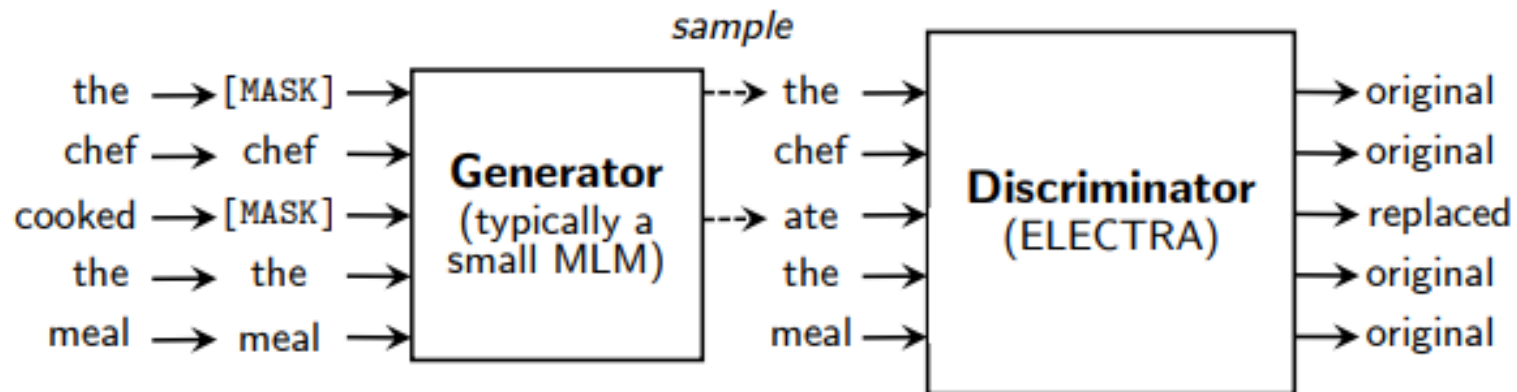 sample
the [MASK] the original
chef chef chef original
Generator
Discriminator
cooked [MASK] (typically a ate (ELECTRA) replaced
small MLM)
the the the original
meal meal meal original